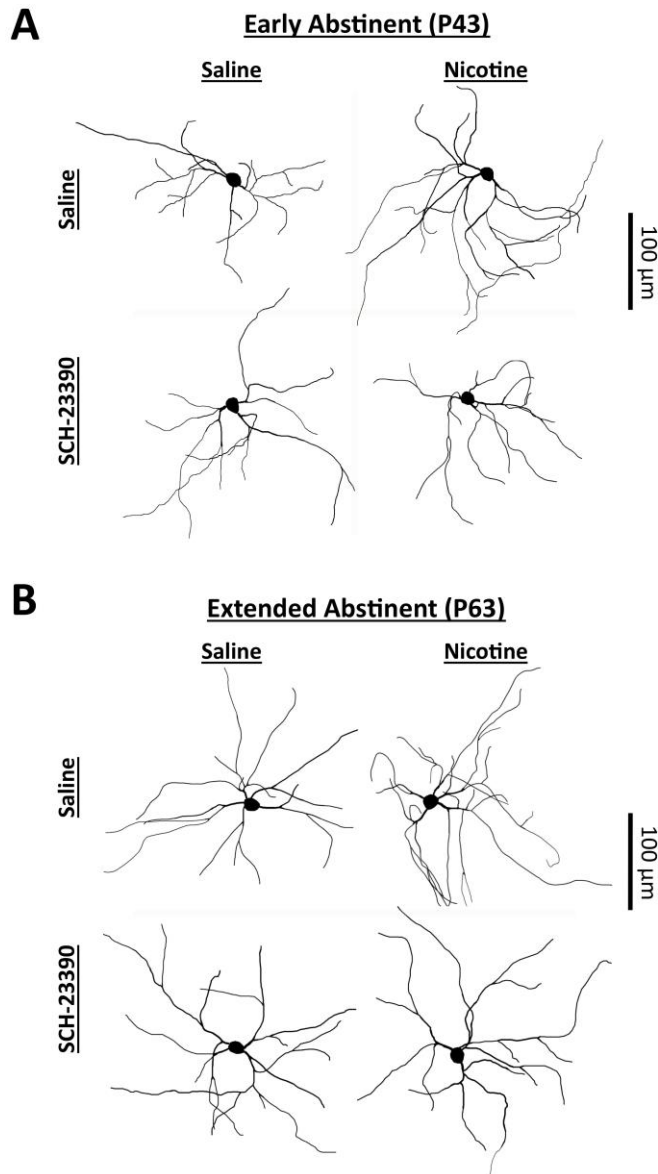 A
Early Abstinent (P43)
Saline
Nicotine
Saline
100 µm
SCH-23390
B
Extended Abstinent (P63)
Saline
Nicotine
Saline
100 µm
SCH-23390